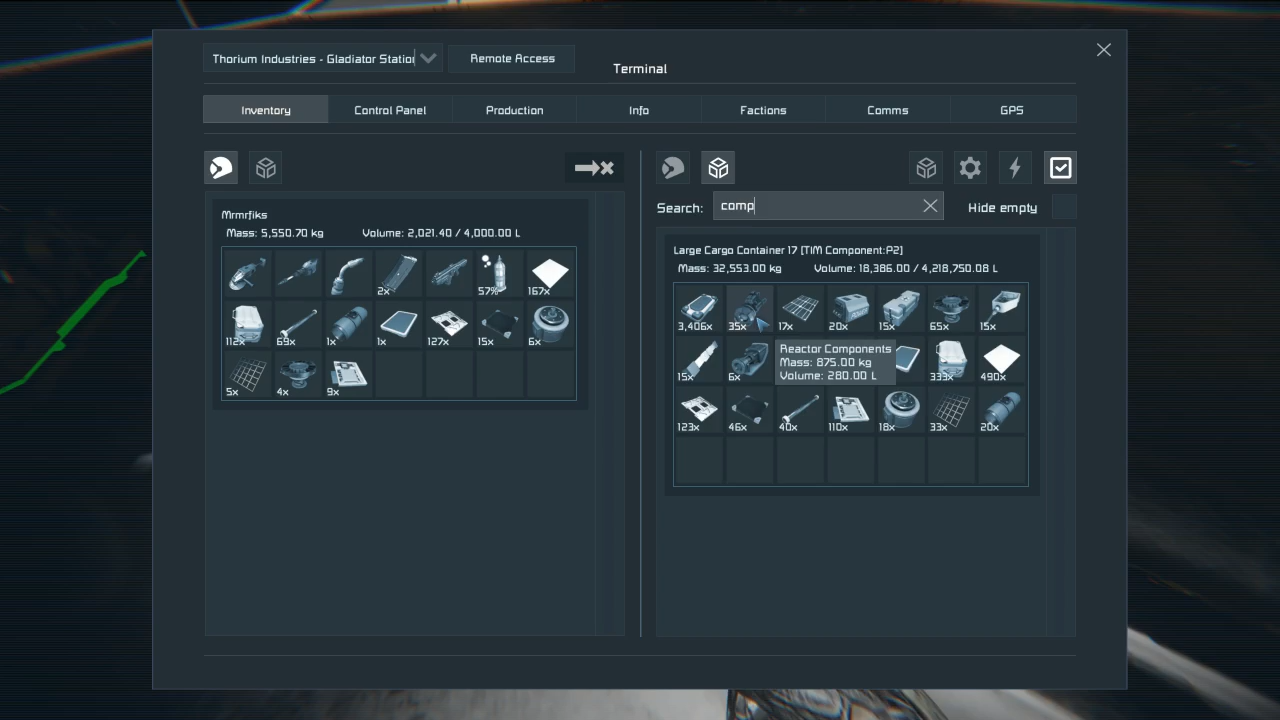 Thorium Industries - Gladiator Station
Remote Access
Terminal
Inventory
Control Panel
Production
Info
Factions
Comms
GPS
Search:
comp
Hide empty
Mrmrfiks
Mass: 5,550.70 kg
Volume: 2,021.40 / 4,000.00 L
2x
57%
167x
112x
69x
1x
1x
127x
15x
6x
5x
4x
9x
Large Cargo Container 17 [TIM Component:P2]
Mass: 32,553.00 kg
Volume: 18,386.00 / 4,218,750.08 L
3,406x
35x
17x
20x
15x
65x
15x
15x
6x
Reactor Components
Mass: 875.00 kg
Volume: 280.00 L
333x
490x
123x
46x
40x
110x
18x
33x
20x